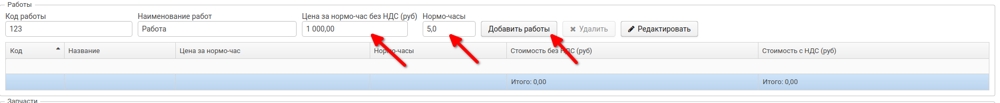 Работы
Код работы Наименование работ Цена за нормо-час без НДС (руб) Нормо-часы
123 Работа 1 000,00 5,0 Добавить работы Удалить Редактировать
Код Название Цена за нормо-час Нормо-часы Стоимость без НДС (руб) Стоимость с НДС (руб)
Итого: 0,00 Итого: 0,00
Запчасти